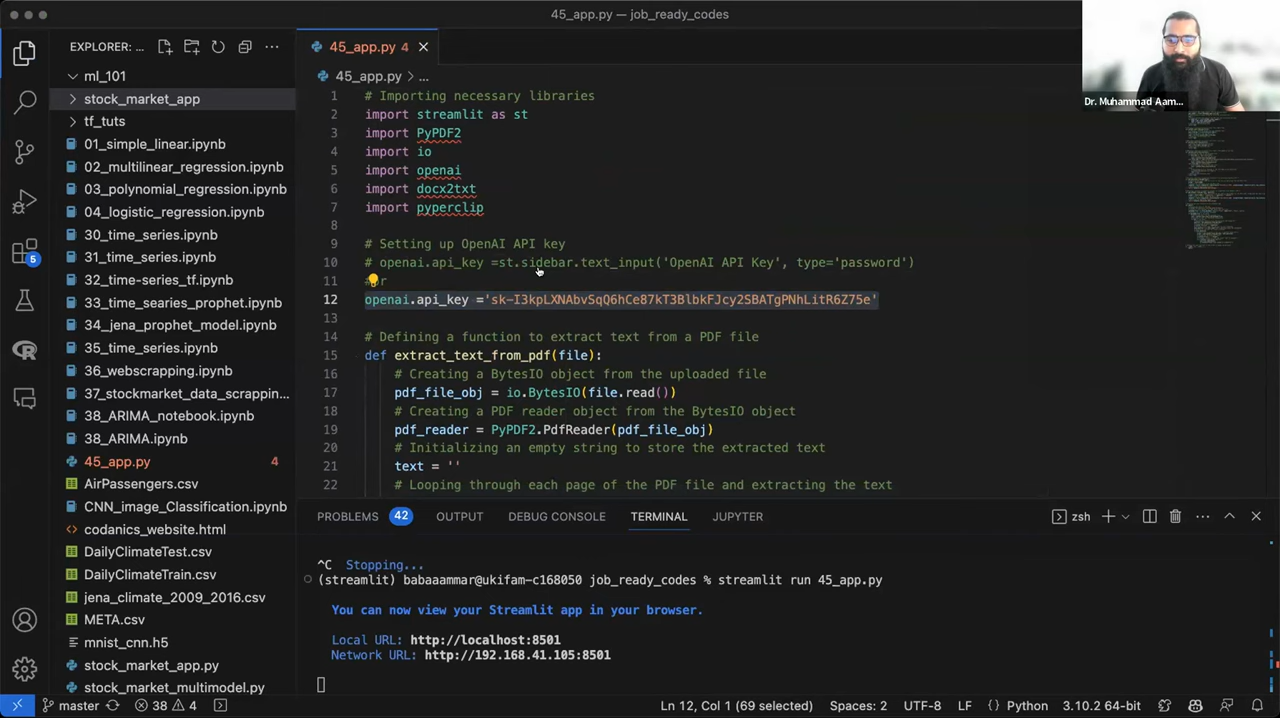 45_app.py — job_ready_codes
EXPLORER: ...
45_app.py 4
45_app.py > ...
ml_101
stock_market_app
tf_tuts
01_simple_linear.ipynb
02_multilinear_regression.ipynb
03_polynomial_regression.ipynb
04_logistic_regression.ipynb
30_time_series.ipynb
31_time_series.ipynb
32-time_series_tf.ipynb
33_time_searies_prophet.ipynb
34_jena_prophet_model.ipynb
35_time_series.ipynb
36_webscrapping.ipynb
37_stockmarket_data_scrappin...
38_ARIMA_notebook.ipynb
38_ARIMA.ipynb
45_app.py 4
AirPassengers.csv
CNN_image_Classification.ipynb
codanics_website.html
DailyClimateTest.csv
DailyClimateTrain.csv
jena_climate_2009_2016.csv
META.csv
mnist_cnn.h5
stock_market_app.py
stock_market_multimodel.py
5
1 # Importing necessary libraries
2 import streamlit as st
3 import PyPDF2
4 import io
5 import openai
6 import docx2txt
7 import pyperclip
8
9 # Setting up OpenAI API key
10 # openai.api_key =st.sidebar.text_input('OpenAI API Key', type='password')
11 r
12 openai.api_key ='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'
13
14 # Defining a function to extract text from a PDF file
15 def extract_text_from_pdf(file):
16 # Creating a BytesIO object from the uploaded file
17 pdf_file_obj = io.BytesIO(file.read())
18 # Creating a PDF reader object from the BytesIO object
19 pdf_reader = PyPDF2.PdfReader(pdf_file_obj)
20 # Initializing an empty string to store the extracted text
21 text = ''
22 # Looping through each page of the PDF file and extracting the text
Dr. Muhammad Aam...
PROBLEMS 42 OUTPUT DEBUG CONSOLE TERMINAL JUPYTER
zsh
^C Stopping...
(streamlit) babaaammar@ukifam-c168050 job_ready_codes % streamlit run 45_app.py
You can now view your Streamlit app in your browser.
Local URL: http://localhost:8501
Network URL: http://192.168.41.105:8501
master 38 4
Ln 12, Col 1 (69 selected) Spaces: 2 UTF-8 LF Python 3.10.2 64-bit